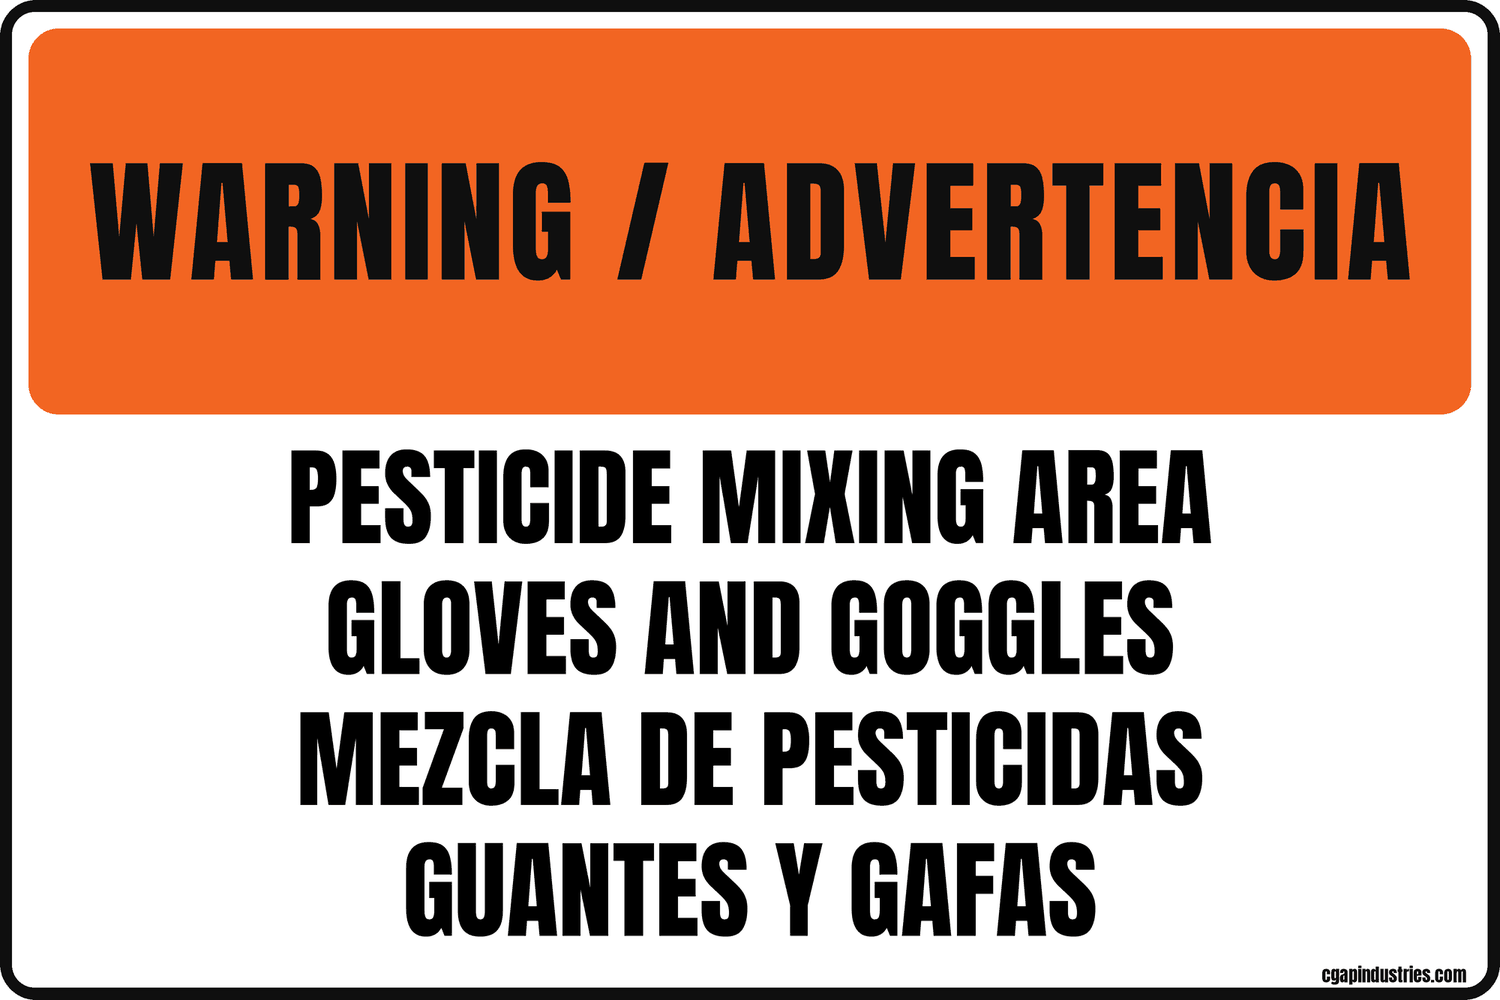 WARNING / ADVERTENCIA
PESTICIDE MIXING AREA
GLOVES AND GOGGLES
MEZCLA DE PESTICIDAS
GUANTES Y GAFAS
cgapindustries.com